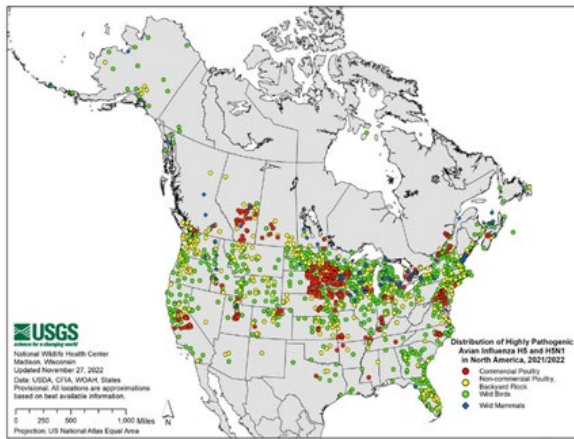 Distribution of Highly Pathogenic
Avian Influenza H5 and H5N1
in North America, 2021/2022
Commercial Poultry
Non-commercial Poultry,
Backyard Flock
Wild Birds
Wild Mammals
USGS
science for a changing world
National Wildlife Health Center
Madison, Wisconsin
Updated November 27, 2022
Data: USDA, CFIA, WOAH, States
Provisional. All locations are approximations
based on best available information.
0 500 1,000 Miles
N
Projection: US National Atlas Equal Area